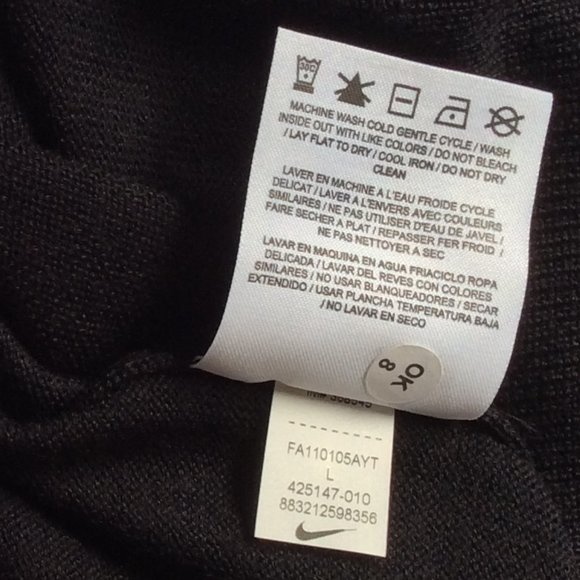 30C
MACHINE WASH COLD GENTLE CYCLE / WASH
INSIDE OUT WITH LIKE COLORS / DO NOT BLEACH
/ LAY FLAT TO DRY / COOL IRON / DO NOT DRY
CLEAN
LAVER EN MACHINE A L'EAU FROIDE CYCLE
DELICAT / LAVER A L'ENVERS AVEC COULEURS
SIMILAIRES / NE PAS UTILISER D'EAU DE JAVEL /
FAIRE SECHER A PLAT / REPASSER FER FROID /
NE PAS NETTOYER A SEC
LAVAR EN MAQUINA EN AGUA FRIACICLO ROPA
DELICADA / LAVAR DEL REVES CON COLORES
SIMILARES / NO USAR BLANQUEADORES / SECAR
EXTENDIDO / USAR PLANCHA TEMPERATURA BAJA
/ NO LAVAR EN SECO
OK
8
FA110105AYT
L
425147-010
883212598356